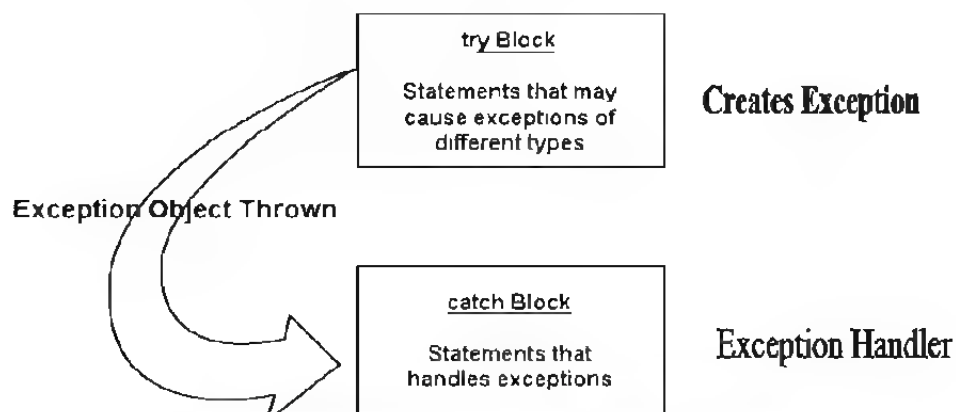 try Block
Statements that may
cause exceptions of
different types
Creates Exception
Exception Object Thrown
catch Block
Statements that
handles exceptions
Exception Handler